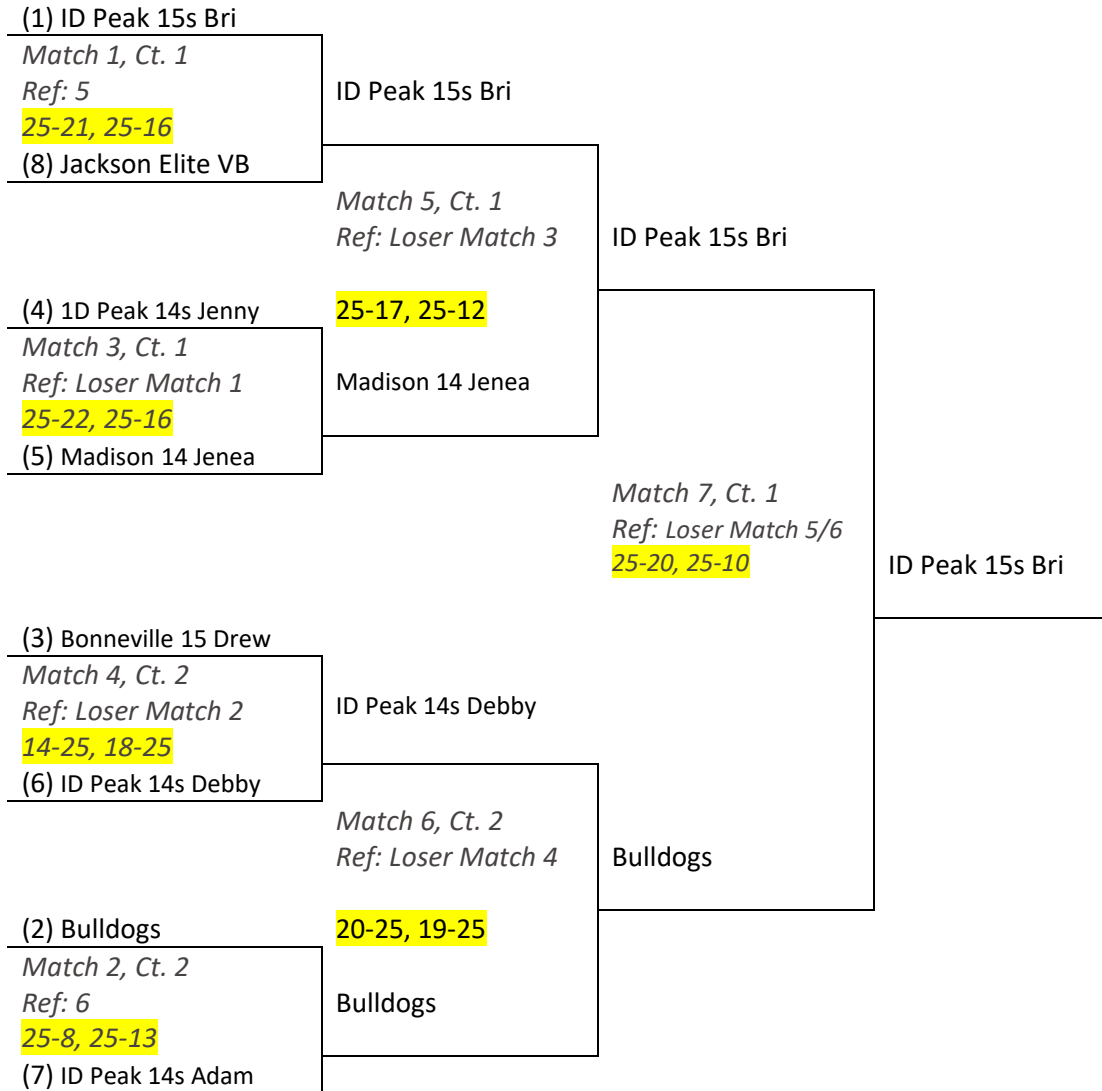 (1) ID Peak 15s Bri
Match 1, Ct. 1
Ref: 5
25-21, 25-16
(8) Jackson Elite VB
ID Peak 15s Bri
Match 5, Ct. 1
Ref: Loser Match 3
25-17, 25-12
Madison 14 Jenea
(4) 1D Peak 14s Jenny
Match 3, Ct. 1
Ref: Loser Match 1
25-22, 25-16
(5) Madison 14 Jenea
ID Peak 15s Bri
Match 7, Ct. 1
Ref: Loser Match 5/6
25-20, 25-10
ID Peak 15s Bri
(3) Bonneville 15 Drew
Match 4, Ct. 2
Ref: Loser Match 2
14-25, 18-25
(6) ID Peak 14s Debby
ID Peak 14s Debby
Match 6, Ct. 2
Ref: Loser Match 4
20-25, 19-25
Bulldogs
Bulldogs
(2) Bulldogs
Match 2, Ct. 2
Ref: 6
25-8, 25-13
(7) ID Peak 14s Adam